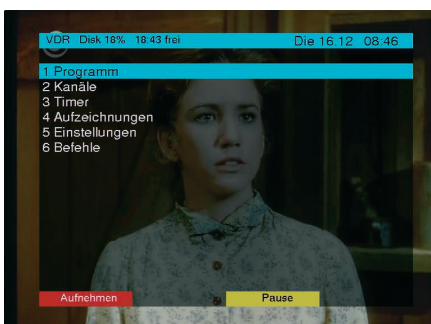 VDR Disk 18% 18:43 frei Die 16.12 08:46
1 Programm
2 Kanäle
3 Timer
4 Aufzeichnungen
5 Einstellungen
6 Befehle
Aufnehmen Pause